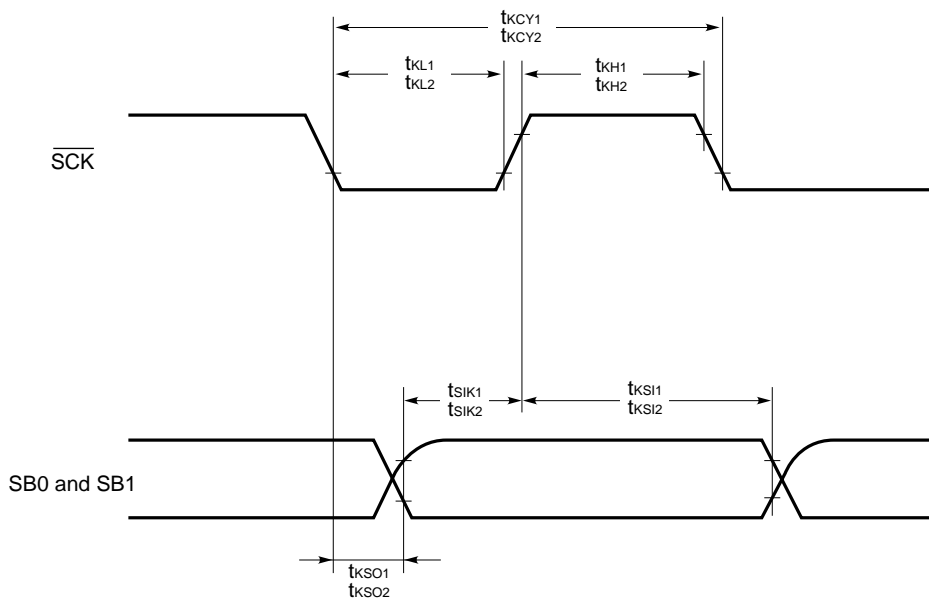 tKCY1
tKCY2
tKL1
tKL2
tKH1
tKH2
SCK
tSIK1
tSIK2
tKSI1
tKSI2
SB0 and SB1
tKSO1
tKSO2